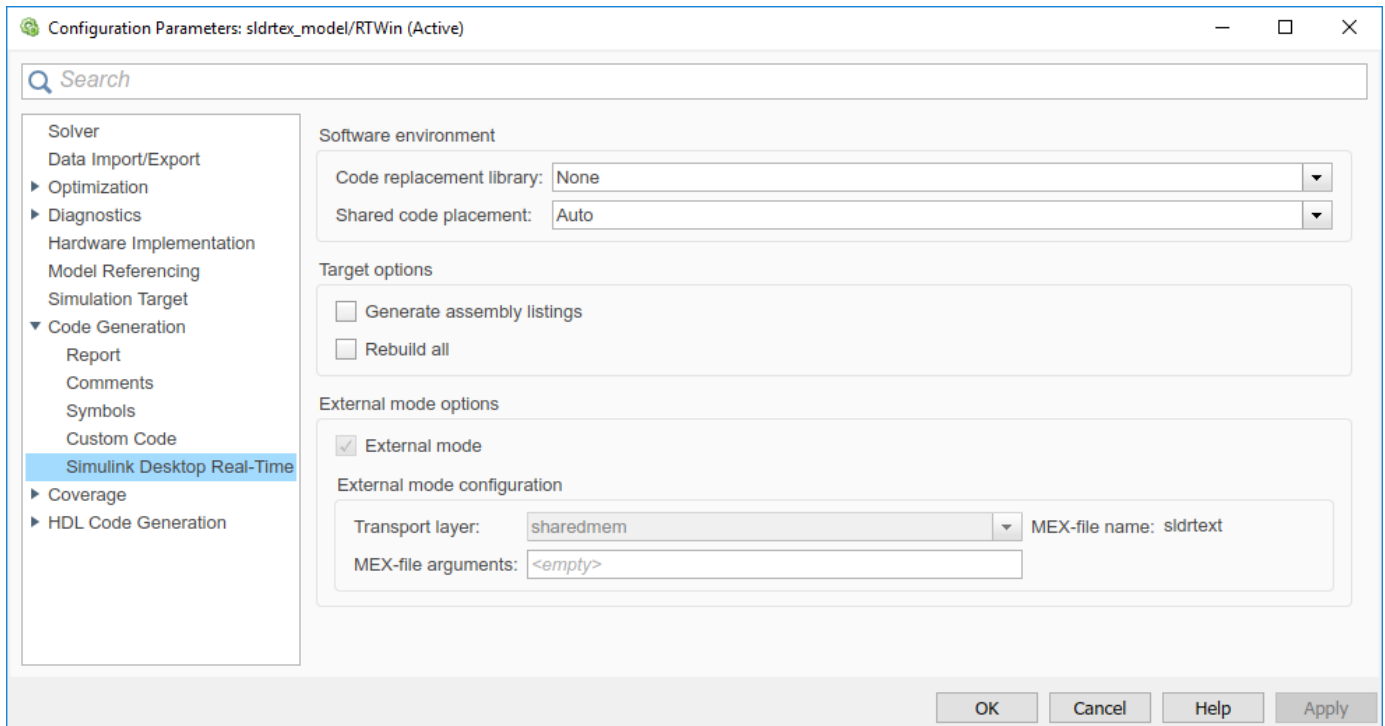 Configuration Parameters: sldrtex_model/RTWin (Active)
Search
Solver
Data Import/Export
Optimization
Diagnostics
Hardware Implementation
Model Referencing
Simulation Target
Code Generation
Report
Comments
Symbols
Custom Code
Simulink Desktop Real-Time
Coverage
HDL Code Generation
Software environment
Code replacement library: None
Shared code placement: Auto
Target options
Generate assembly listings
Rebuild all
External mode options
External mode
External mode configuration
Transport layer: sharedmem MEX-file name: sldrtext
MEX-file arguments: <empty>
OK Cancel Help Apply